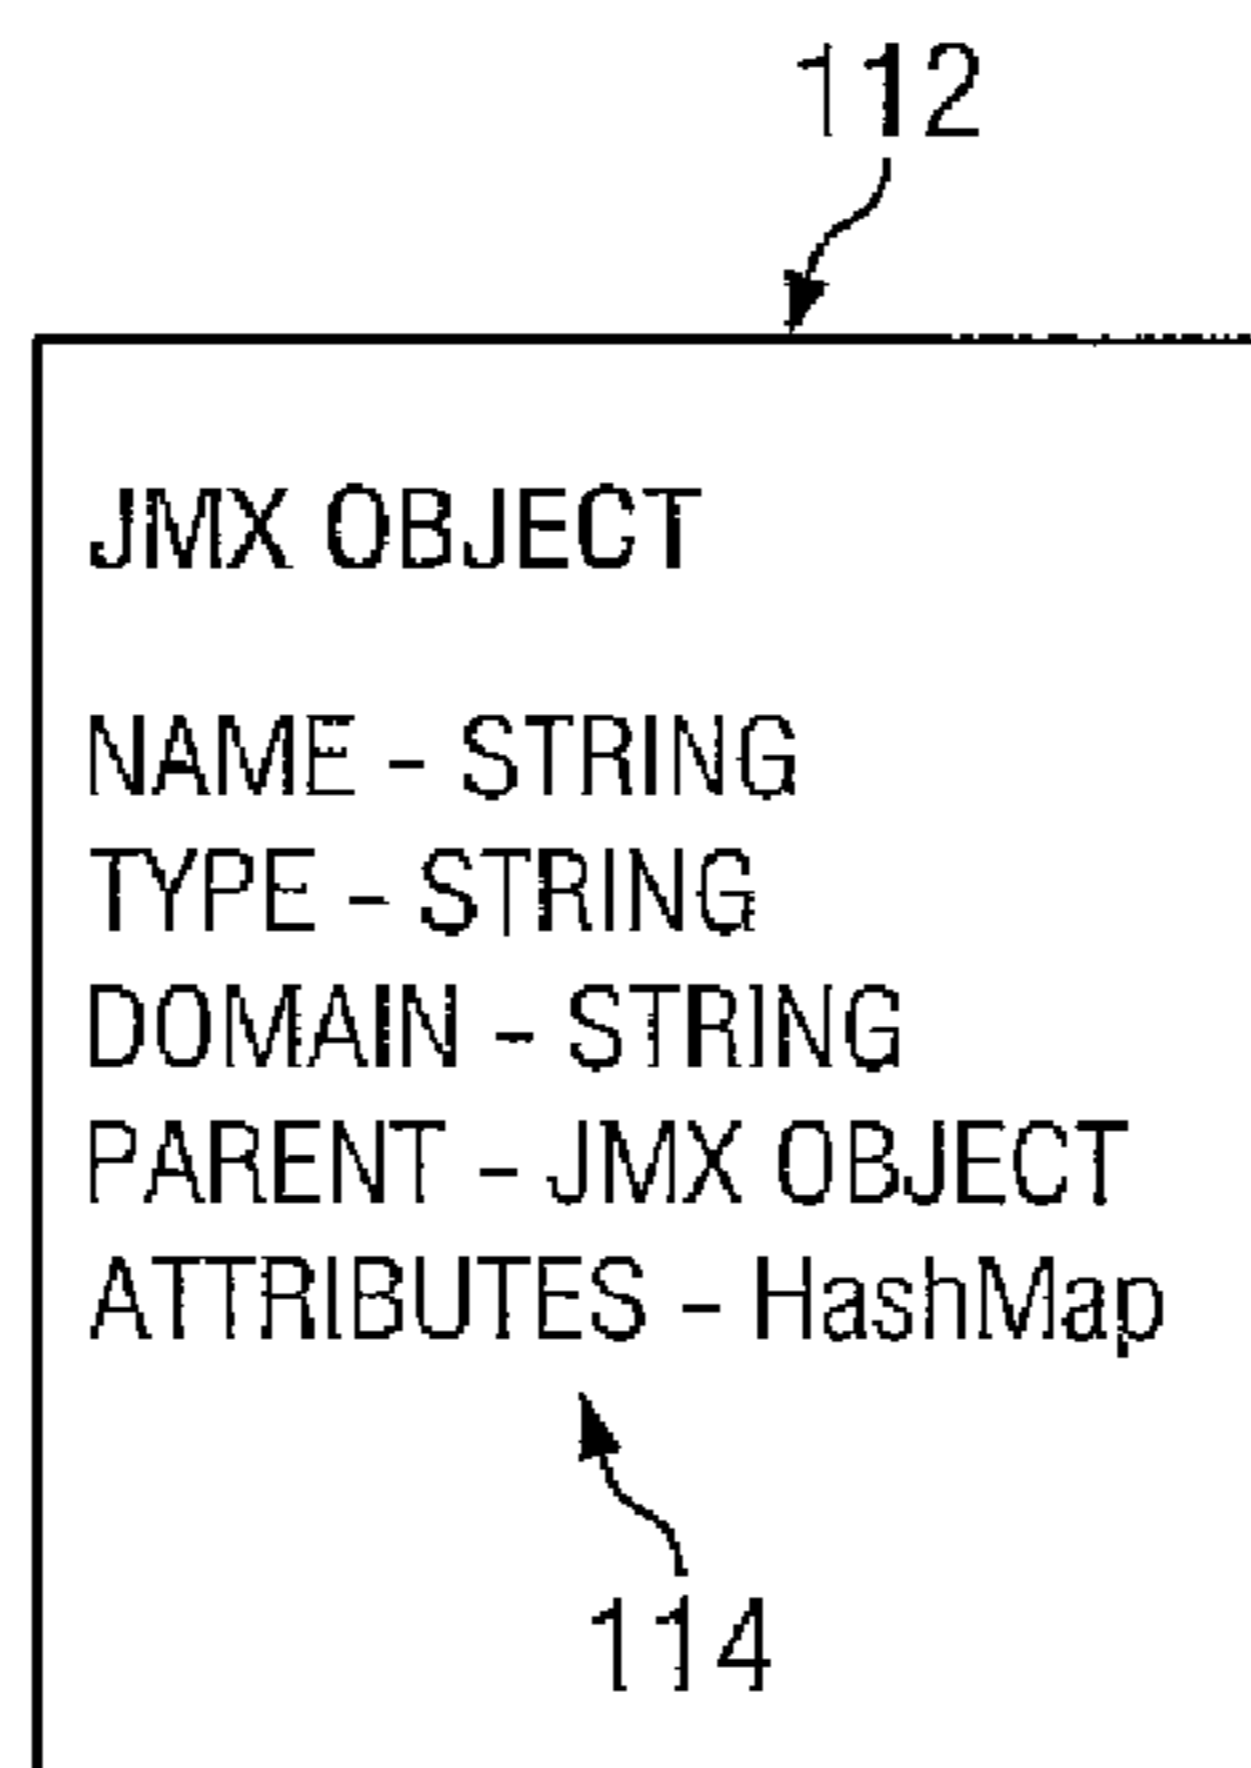 112
JMX OBJECT
NAME - STRING
TYPE - STRING
DOMAIN - STRING
PARENT - JMX OBJECT
ATTRIBUTES - HashMap
114